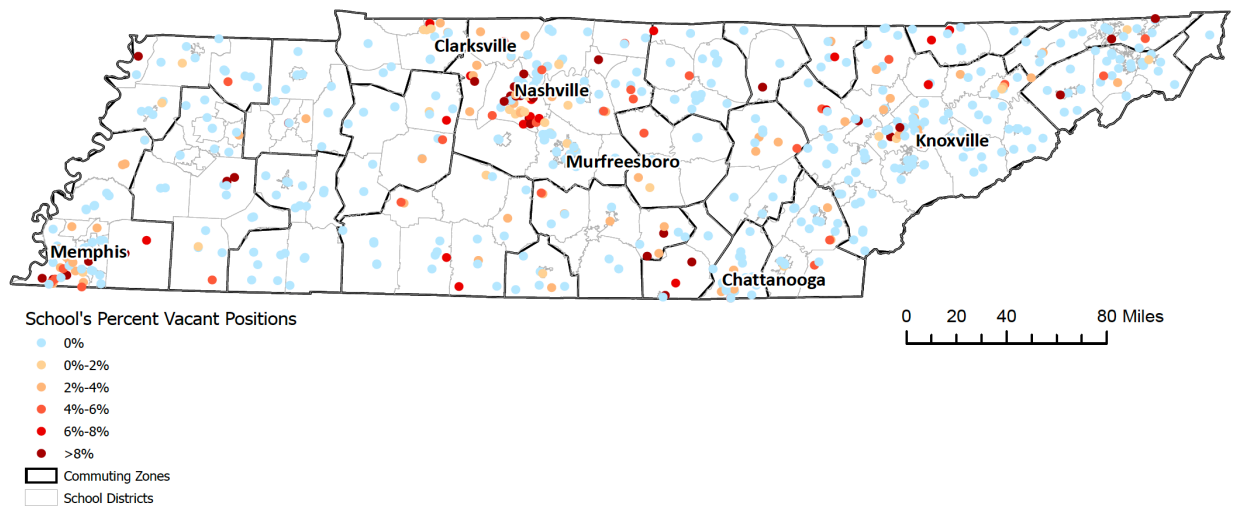 Clarksville
Nashville
Murfreesboro
Knoxville
Memphis
Chattanooga
0 20 40 80 Miles
School's Percent Vacant Positions
0%
0%-2%
2%-4%
4%-6%
6%-8%
>8%
Commuting Zones
School Districts